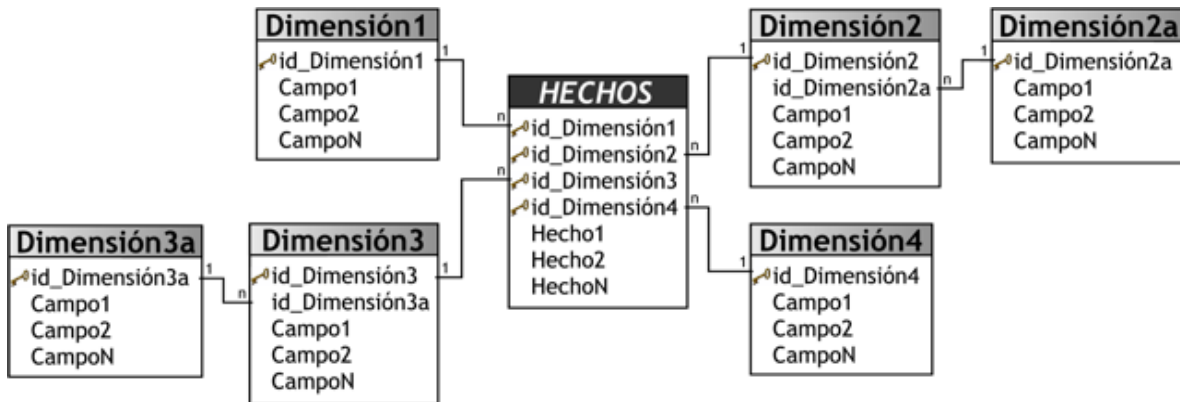 Dimensión1
id_Dimensión1
Campo1
Campo2
CampoN
1
n
HECHOS
id_Dimensión1
id_Dimensión2
id_Dimensión3
id_Dimensión4
Hecho1
Hecho2
HechoN
n
n
n
Dimensión2
id_Dimensión2
id_Dimensión2a
Campo1
Campo2
CampoN
1
n
Dimensión2a
id_Dimensión2a
Campo1
Campo2
CampoN
1
Dimensión3a
id_Dimensión3a
Campo1
Campo2
CampoN
1
n
Dimensión3
id_Dimensión3
id_Dimensión3a
Campo1
Campo2
CampoN
1
Dimensión4
id_Dimensión4
Campo1
Campo2
CampoN
1